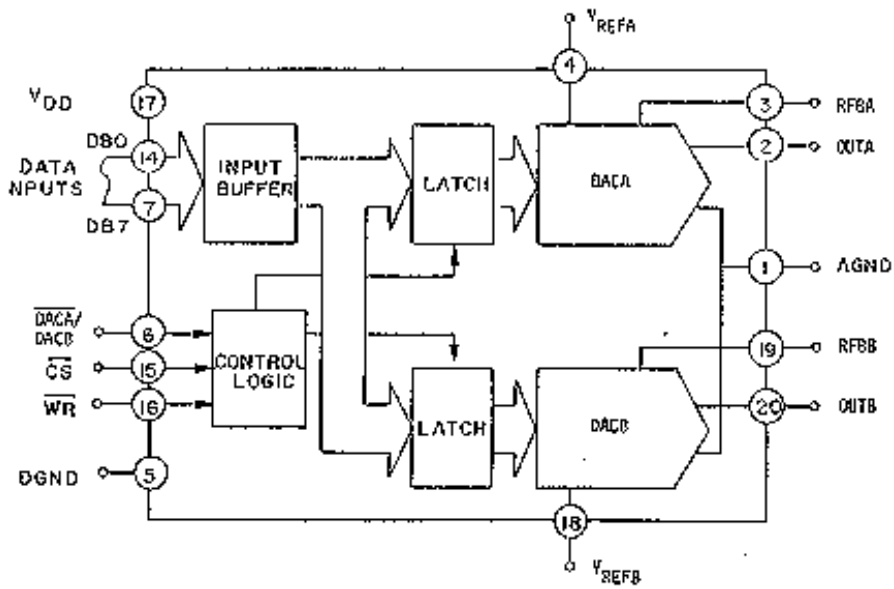 VREFA
4
VDD
17
3
RFBA
DB0
14
INPUT
BUFFER
LATCH
DACA
2
OUTA
DATA
NPUTS
7
DB7
1
AGND
DACA/
DACB
6
CONTROL
LOGIC
19
RFBB
CS
15
WR
16
LATCH
DACB
20
OUTB
DGND
5
18
VREFB